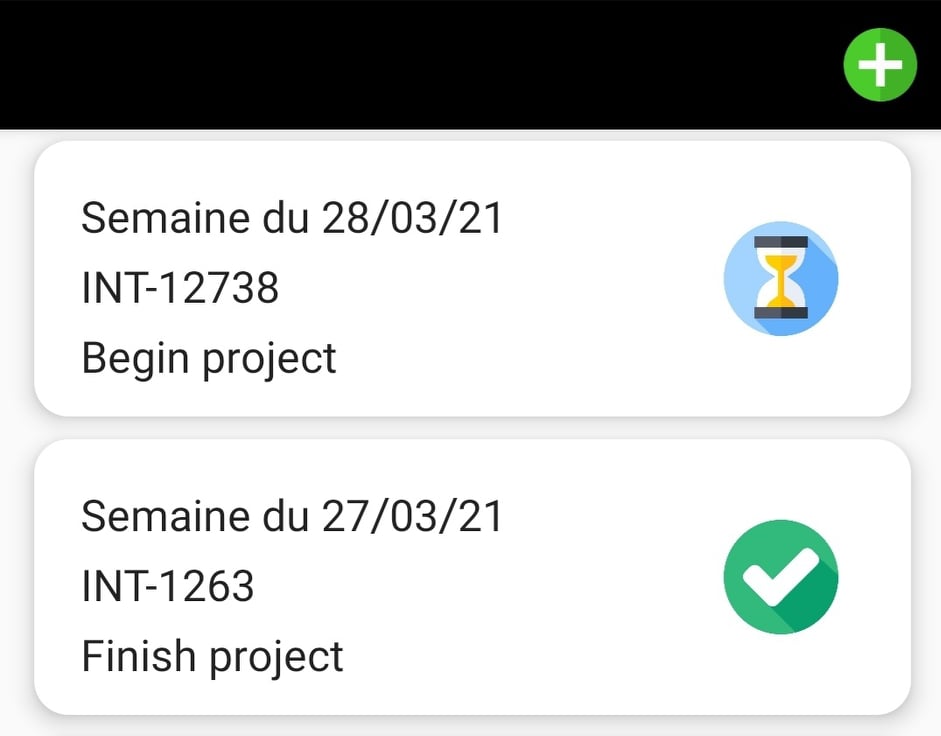 Semaine du 28/03/21
INT-12738
Begin project
Semaine du 27/03/21
INT-1263
Finish project